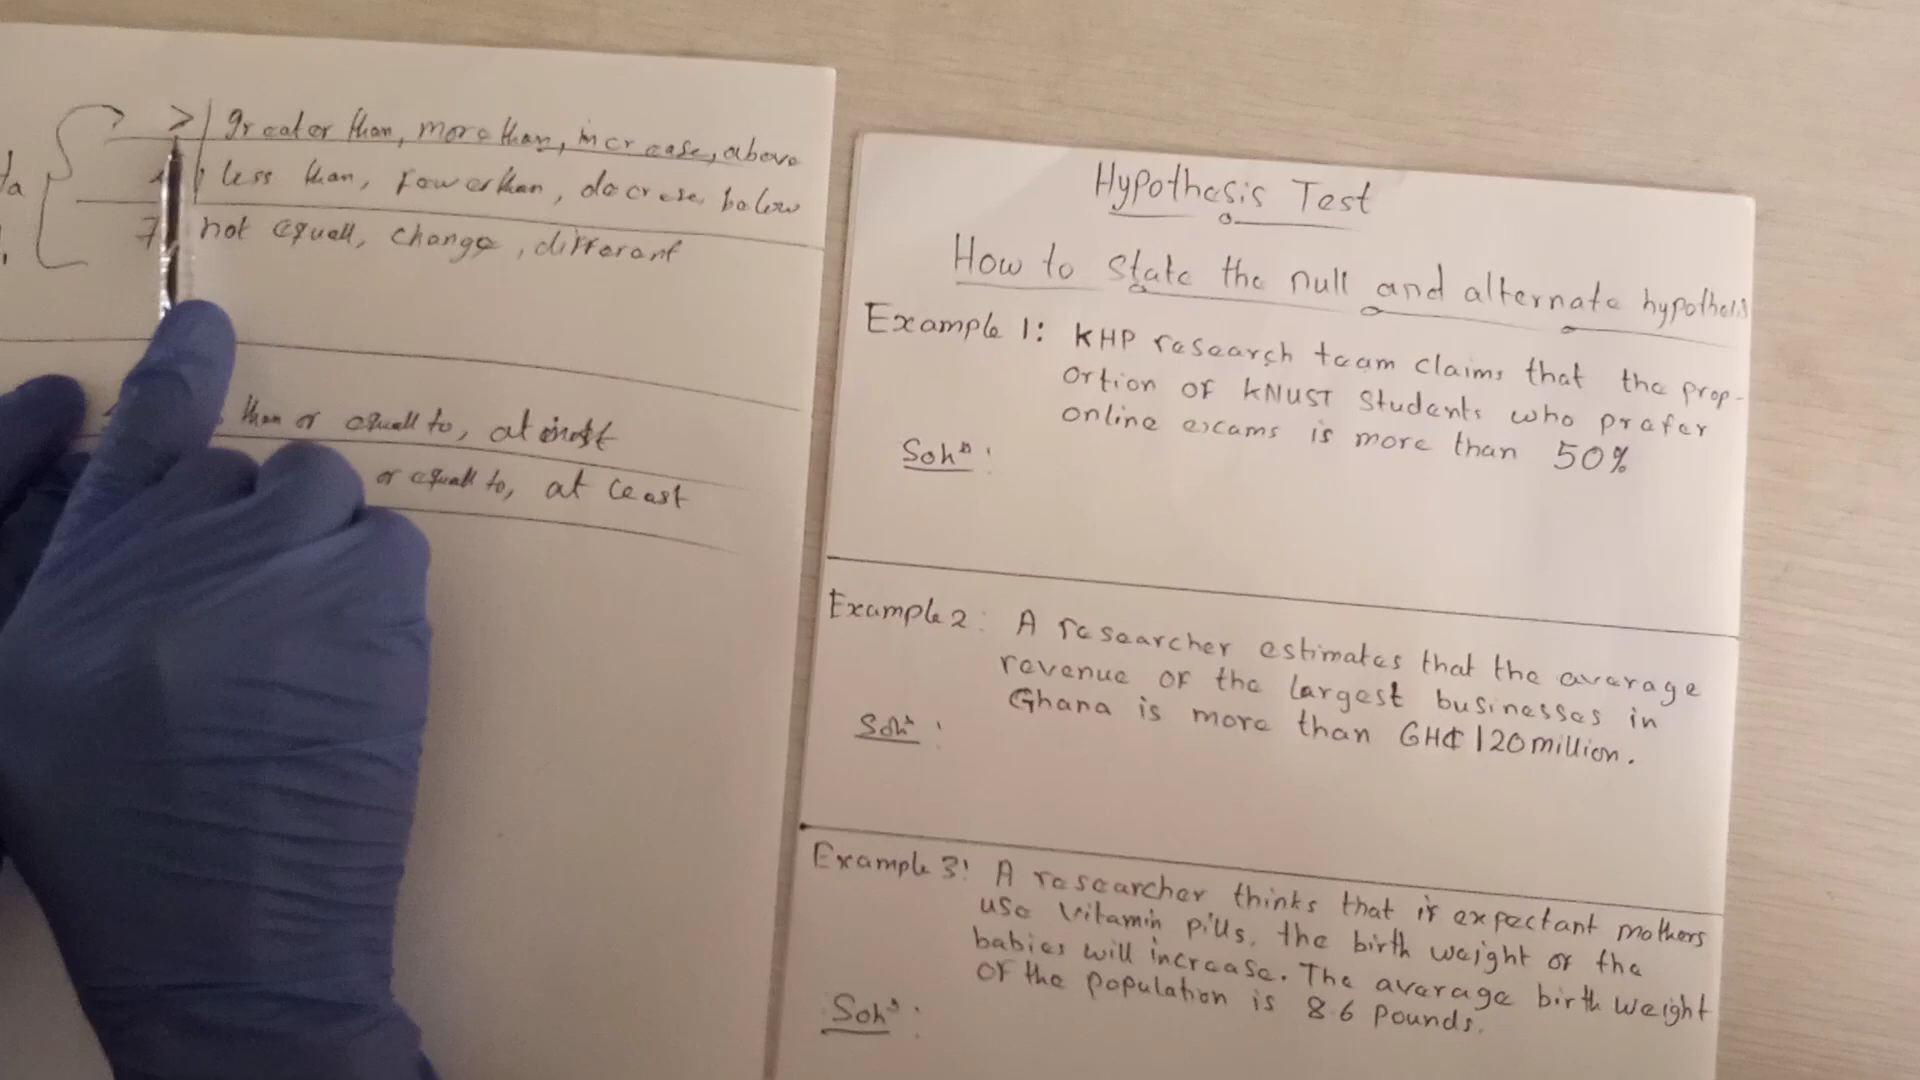 > | greater than, more than, increase, above
less than, fewer than, decrese, below
not equall, change, different
than or equall to, at most
or equall to, at least
Hypothesis Test
How to state the null and alternate hypothesis
Example 1: KHP research team claims that the prop-
ortion of KNUST Students who prefer
online exams is more than 50%
Solⁿ:
Example 2: A researcher estimates that the average
revenue of the largest businesses in
Ghana is more than GH₵ 120 million.
Solⁿ:
Example 3: A researcher thinks that if expectant mothers
use vitamin pills, the birth weight of the
babies will increase. The average birth weight
of the population is 8.6 pounds.
Solⁿ: